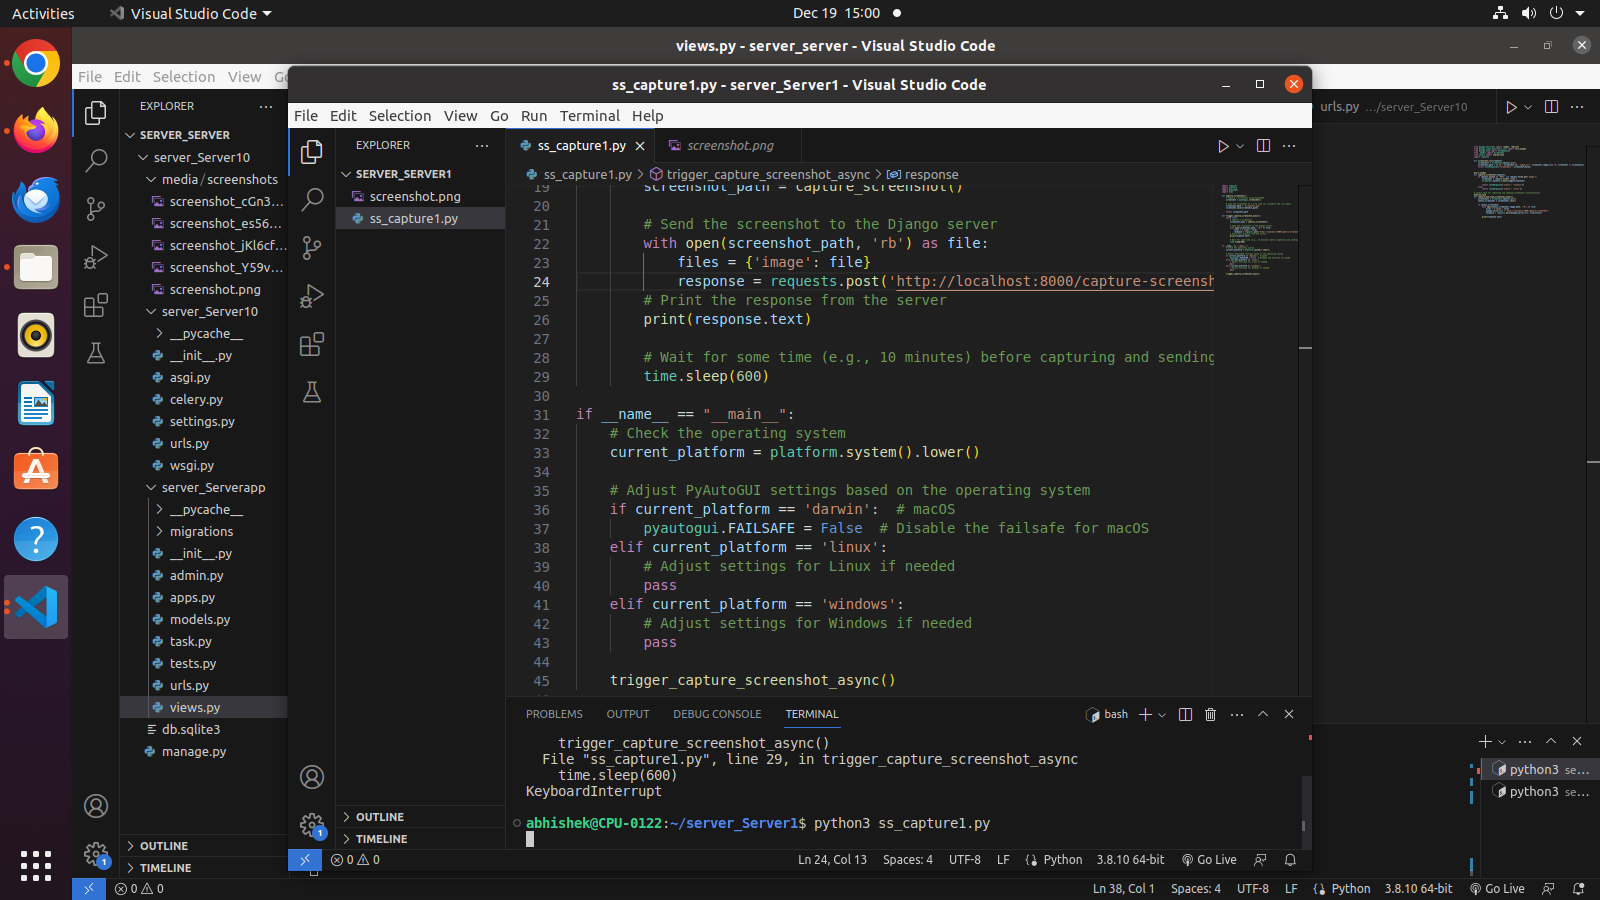 Activities
Visual Studio Code
Dec 19 15:00
views.py - server_server - Visual Studio Code
File Edit Selection View
EXPLORER
SERVER_SERVER
server_Server10
media/screenshots
screenshot_cGn3...
screenshot_es56...
screenshot_jKl6cf...
screenshot_Y59v...
screenshot.png
server_Server10
__pycache__
__init__.py
asgi.py
celery.py
settings.py
urls.py
wsgi.py
server_Serverapp
__pycache__
migrations
__init__.py
admin.py
apps.py
models.py
task.py
tests.py
urls.py
views.py
db.sqlite3
manage.py
OUTLINE
TIMELINE
1
0 0
ss_capture1.py - server_Server1 - Visual Studio Code
File Edit Selection View Go Run Terminal Help
EXPLORER
SERVER_SERVER1
screenshot.png
ss_capture1.py
OUTLINE
TIMELINE
1
ss_capture1.py
screenshot.png
ss_capture1.py > trigger_capture_screenshot_async > response
19 screenshot_path = capture_screenshot()
20
21 # Send the screenshot to the Django server
22 with open(screenshot_path, 'rb') as file:
23 files = {'image': file}
24 response = requests.post('http://localhost:8000/capture-screensh
25 # Print the response from the server
26 print(response.text)
27
28 # Wait for some time (e.g., 10 minutes) before capturing and sending
29 time.sleep(600)
30
31 if __name__ == "__main__":
32 # Check the operating system
33 current_platform = platform.system().lower()
34
35 # Adjust PyAutoGUI settings based on the operating system
36 if current_platform == 'darwin': # macOS
37 pyautogui.FAILSAFE = False # Disable the failsafe for macOS
38 elif current_platform == 'linux':
39 # Adjust settings for Linux if needed
40 pass
41 elif current_platform == 'windows':
42 # Adjust settings for Windows if needed
43 pass
44
45 trigger_capture_screenshot_async()
PROBLEMS OUTPUT DEBUG CONSOLE TERMINAL
bash
trigger_capture_screenshot_async()
File "ss_capture1.py", line 29, in trigger_capture_screenshot_async
time.sleep(600)
KeyboardInterrupt
abhishek@CPU-0122:~/server_Server1$ python3 ss_capture1.py
0 0
Ln 24, Col 13 Spaces: 4 UTF-8 LF Python 3.8.10 64-bit Go Live
urls.py .../server_Server10
python3 se...
python3 se...
Ln 38, Col 1 Spaces: 4 UTF-8 LF Python 3.8.10 64-bit Go Live